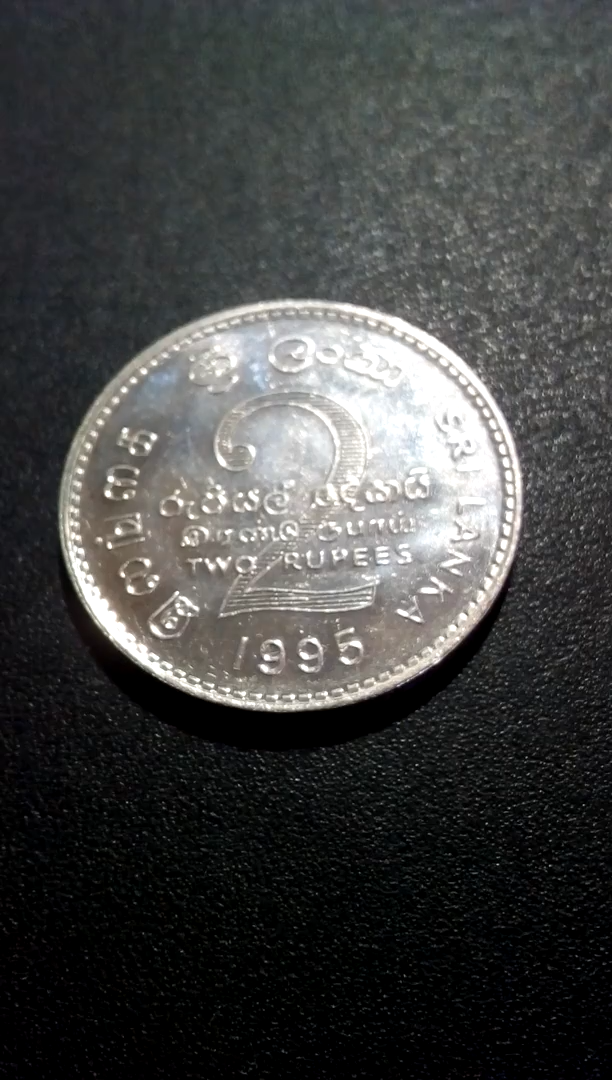 ශ්‍රී ලංකා
இலங்கை
SRI LANKA
2
රුපියල් දෙකයි
இரண்டு ரூபாய்
TWO RUPEES
1995